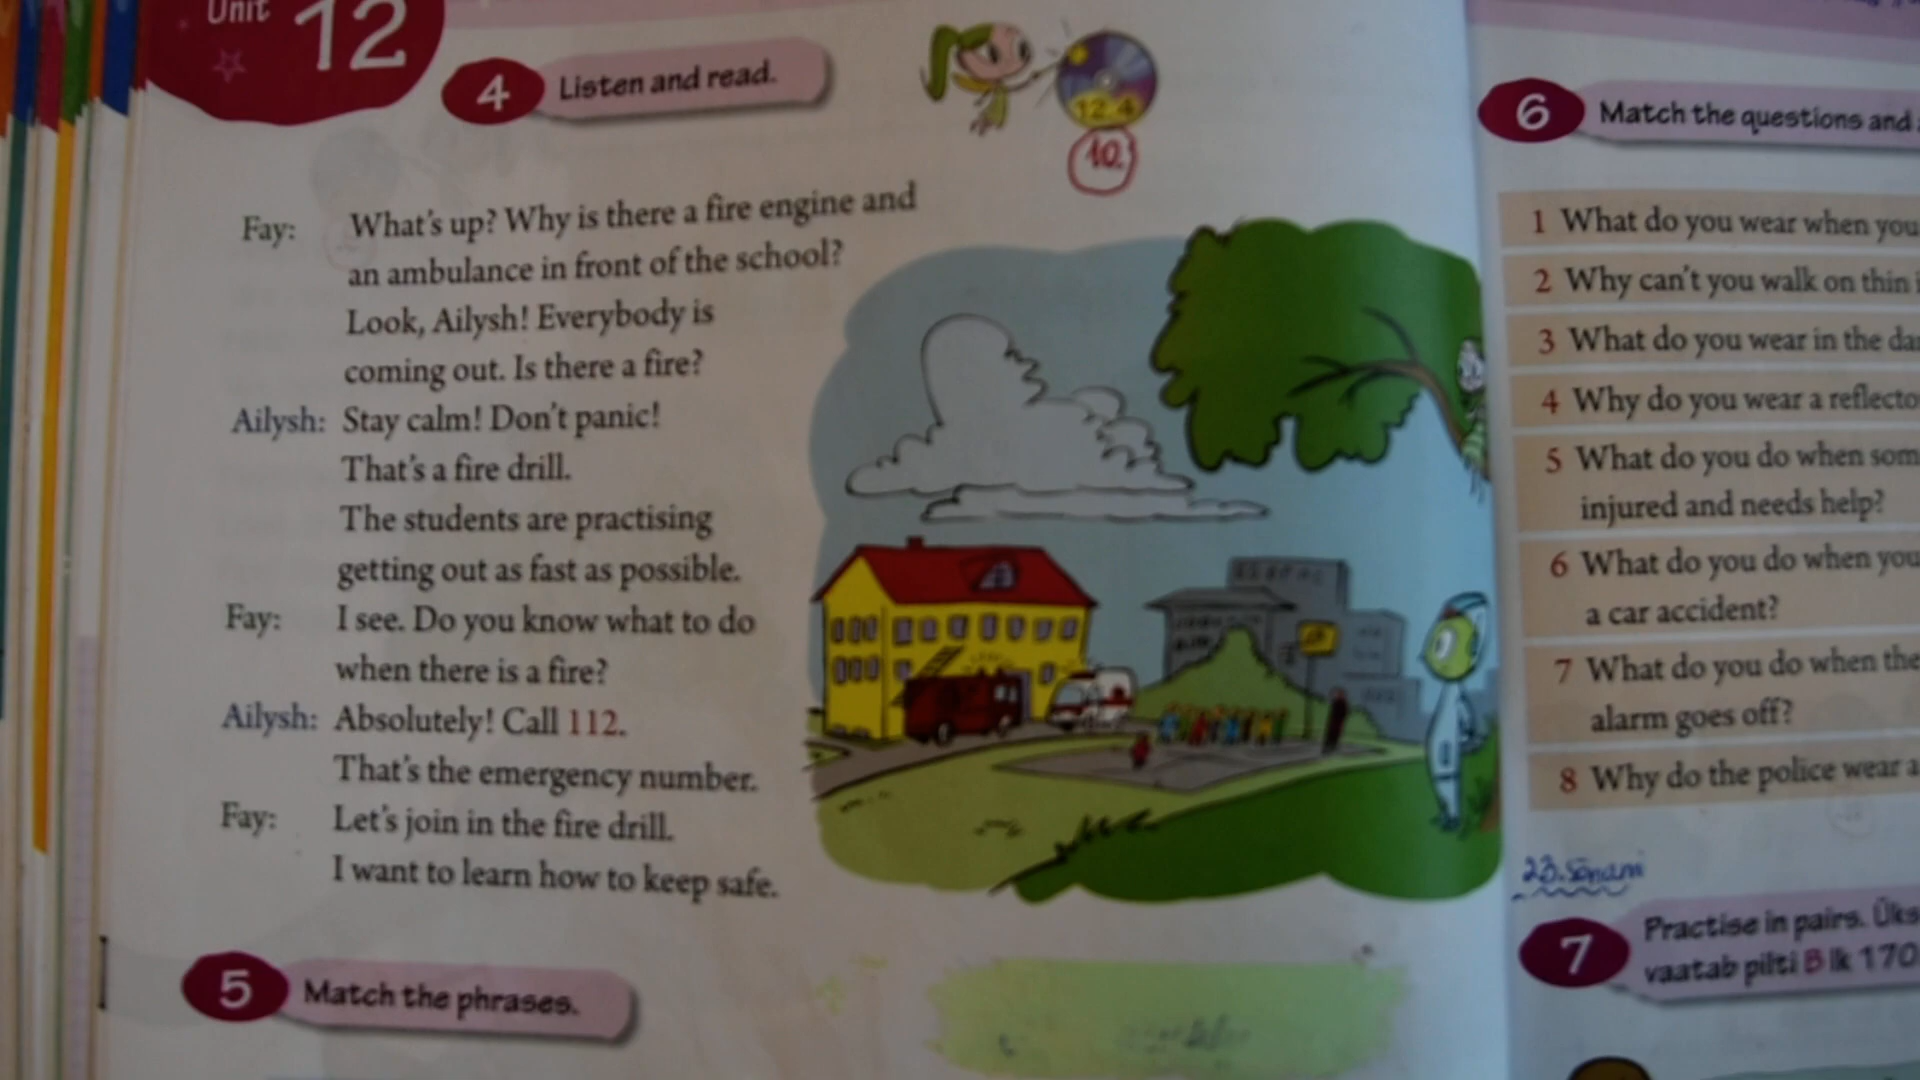 Unit 12
4 Listen and read.
12.4
10.
Fay: What's up? Why is there a fire engine and
an ambulance in front of the school?
Look, Ailysh! Everybody is
coming out. Is there a fire?
Ailysh: Stay calm! Don't panic!
That's a fire drill.
The students are practising
getting out as fast as possible.
Fay: I see. Do you know what to do
when there is a fire?
Ailysh: Absolutely! Call 112.
That's the emergency number.
Fay: Let's join in the fire drill.
I want to learn how to keep safe.
5 Match the phrases.
6 Match the questions and
1 What do you wear when you
2 Why can't you walk on thin
3 What do you wear in the
4 Why do you wear a
5 What do you do when
injured and needs help?
6 What do you do when you
a car accident?
7 What do you do when the
alarm goes off?
8 Why do the police wear a
23. Sõnami
7 Practise in pairs. Üks
vaatab pilti B lk 170